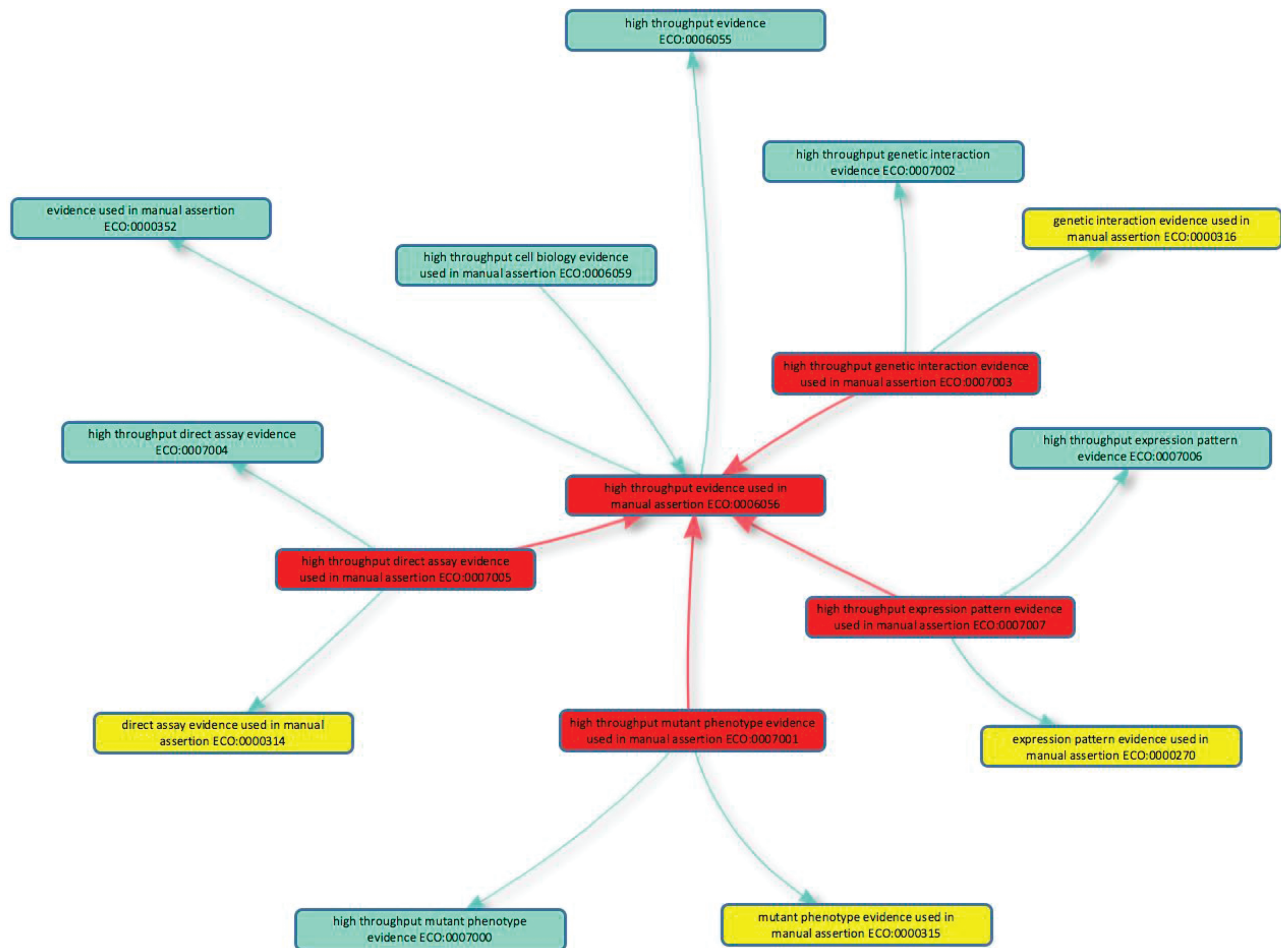 high throughput evidence
ECO:0006055
high throughput genetic interaction
evidence ECO:0007002
evidence used in manual assertion
ECO:0000352
genetic interaction evidence used in
manual assertion ECO:0000316
high throughput cell biology evidence
used in manual assertion ECO:0006059
high throughput genetic interaction evidence
used in manual assertion ECO:0007003
high throughput direct assay evidence
ECO:0007004
high throughput expression pattern
evidence ECO:0007006
high throughput evidence used in
manual assertion ECO:0006056
high throughput direct assay evidence
used in manual assertion ECO:0007005
high throughput expression pattern evidence
used in manual assertion ECO:0007007
direct assay evidence used in manual
assertion ECO:0000314
high throughput mutant phenotype evidence
used in manual assertion ECO:0007001
expression pattern evidence used in
manual assertion ECO:0000270
high throughput mutant phenotype
evidence ECO:0007000
mutant phenotype evidence used in
manual assertion ECO:0000315